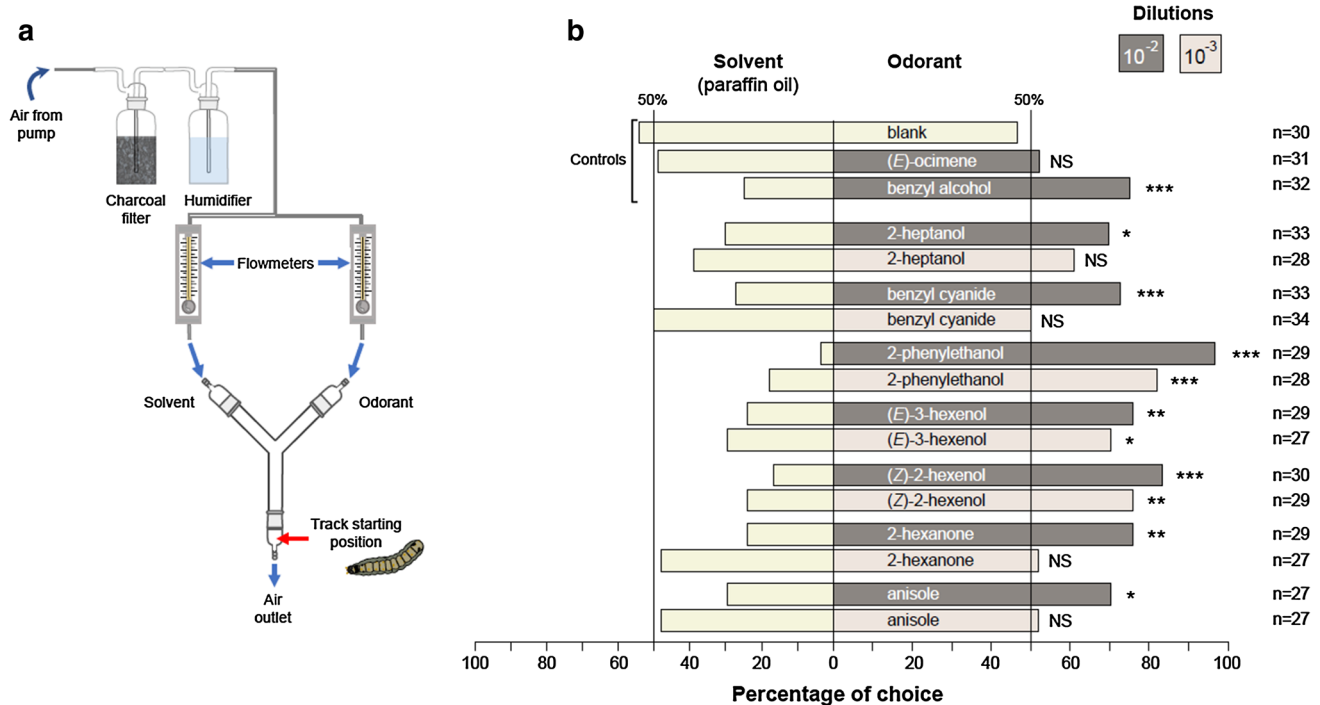 a
Air from
pump
Charcoal
filter
Humidifier
Flowmeters
Solvent
Odorant
Track starting
position
Air
outlet
b
Dilutions
10-2 10-3
Solvent
(paraffin oil)
Odorant
50% 50%
Controls
blank n=30
(E)-ocimene NS n=31
benzyl alcohol *** n=32
2-heptanol * n=33
2-heptanol NS n=28
benzyl cyanide *** n=33
benzyl cyanide NS n=34
2-phenylethanol *** n=29
2-phenylethanol *** n=28
(E)-3-hexenol ** n=29
(E)-3-hexenol * n=27
(Z)-2-hexenol *** n=30
(Z)-2-hexenol ** n=29
2-hexanone ** n=29
2-hexanone NS n=27
anisole * n=27
anisole NS n=27
100 80 60 40 20 0 20 40 60 80 100
Percentage of choice